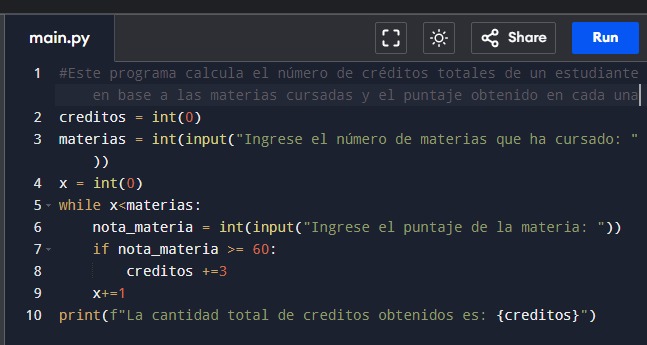 main.py
Share
Run
1 #Este programa calcula el número de créditos totales de un estudiante
en base a las materias cursadas y el puntaje obtenido en cada una
2 creditos = int(0)
3 materias = int(input("Ingrese el número de materias que ha cursado: "
))
4 x = int(0)
5 while x<materias:
6 nota_materia = int(input("Ingrese el puntaje de la materia: "))
7 if nota_materia >= 60:
8 creditos +=3
9 x+=1
10 print(f"La cantidad total de creditos obtenidos es: {creditos}")